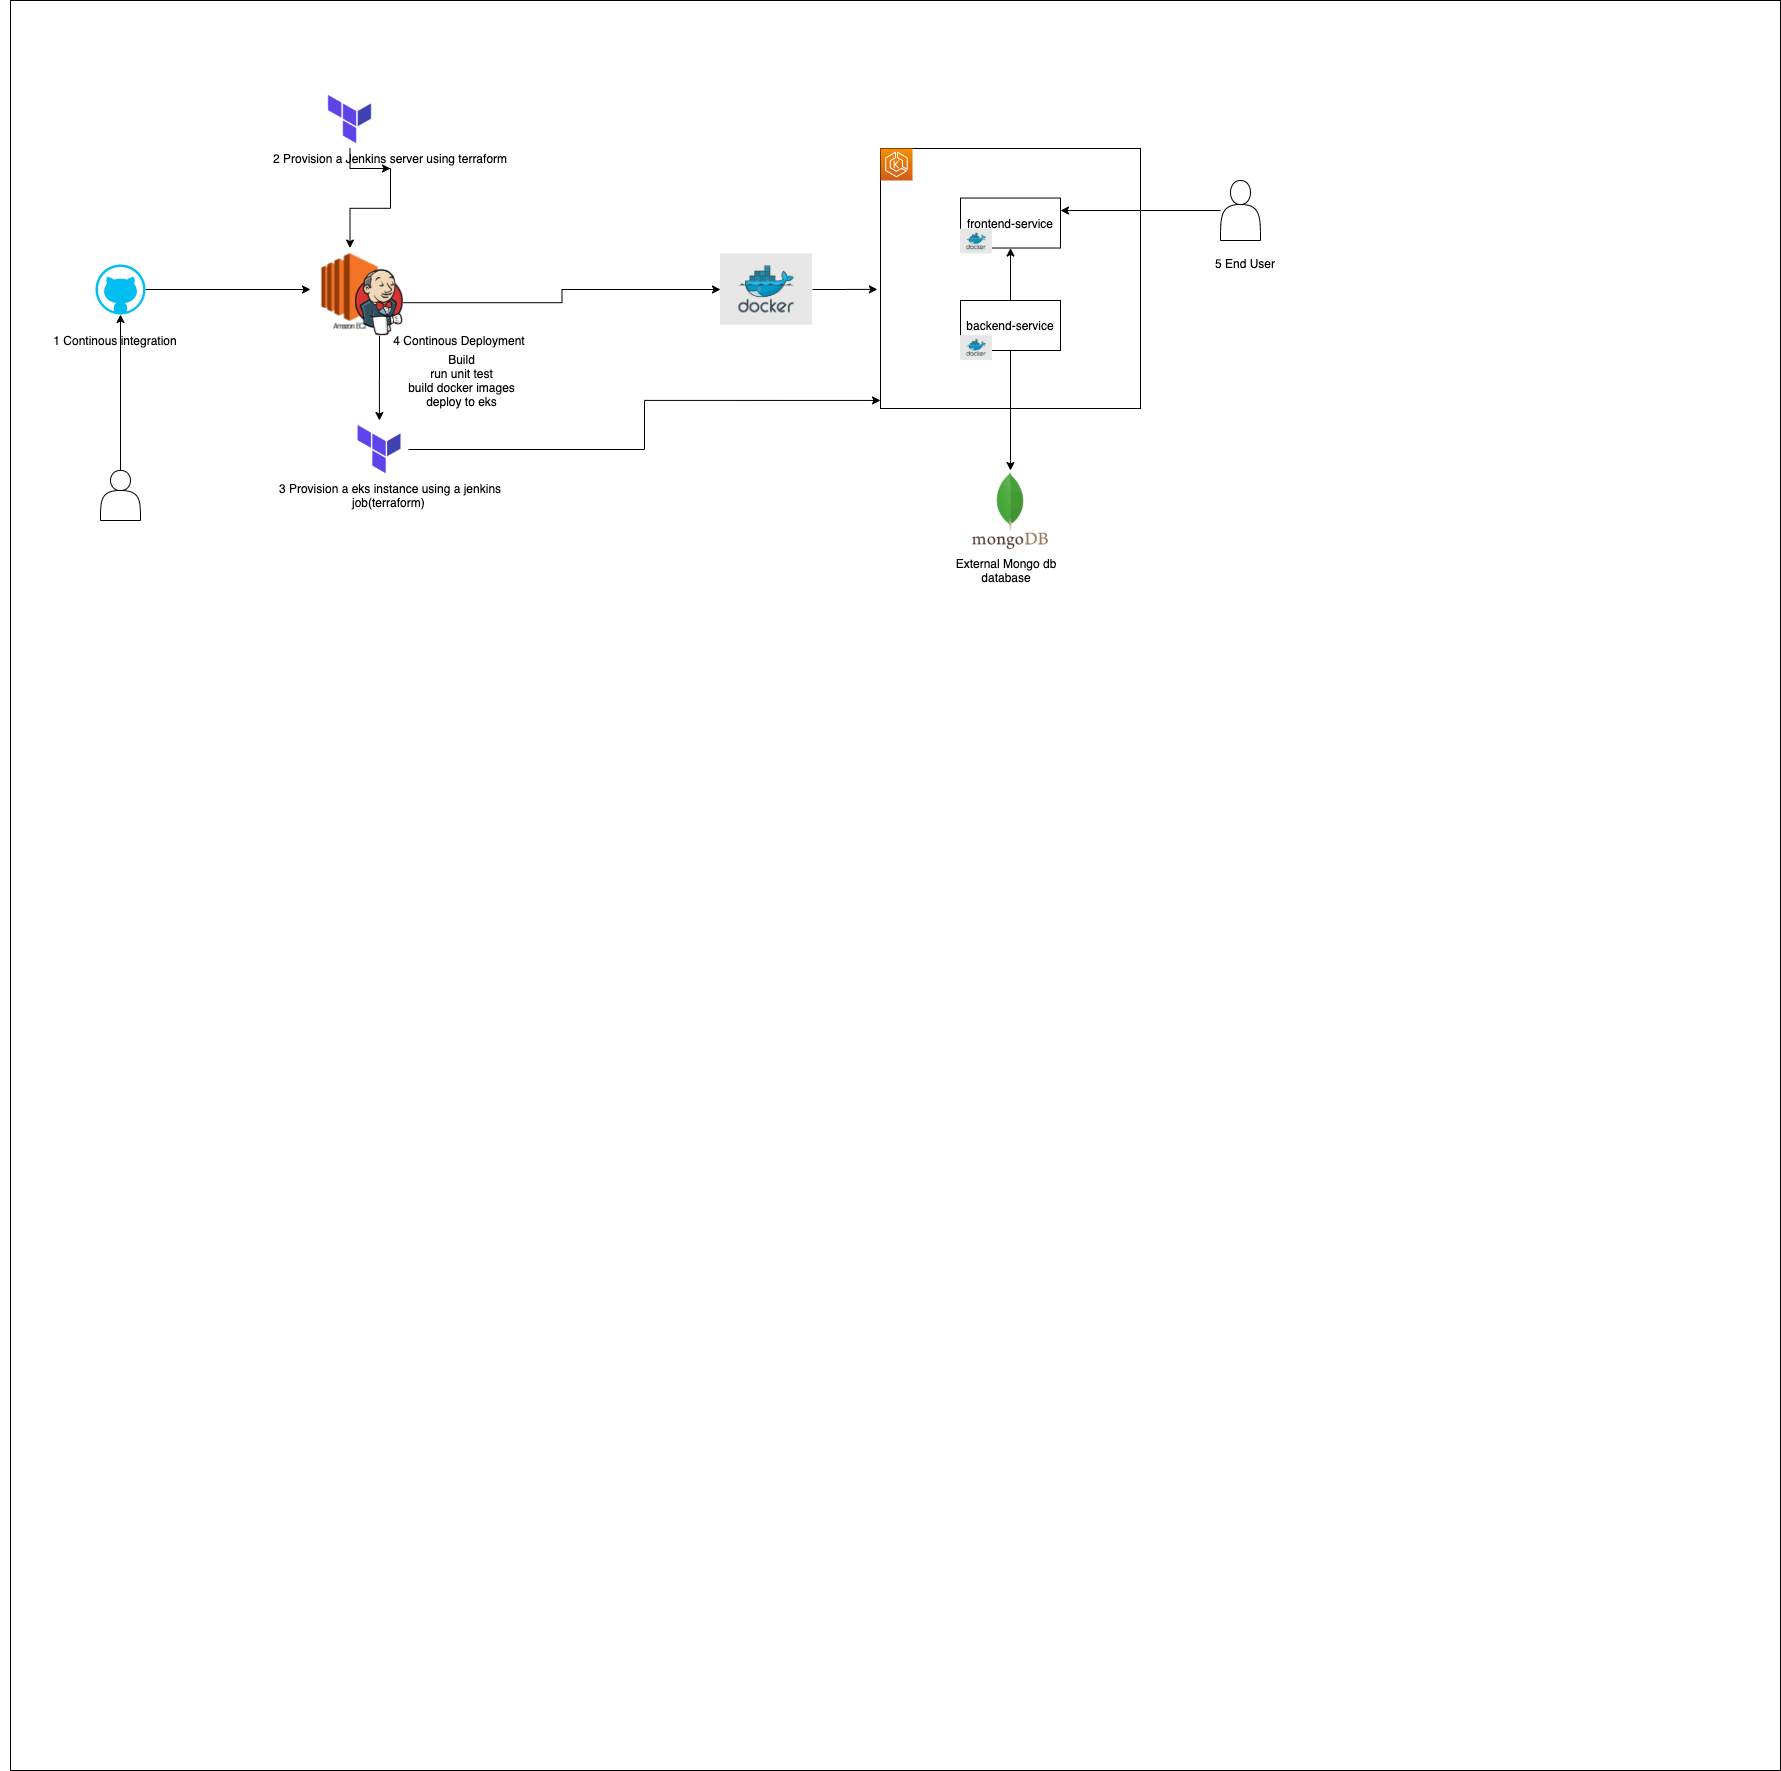 2 Provision a Jenkins server using terraform
frontend-service
docker
5 End User
docker
Amazon EC2
1 Continous integration
4 Continous Deployment
Build
run unit test
build docker images
deploy to eks
backend-service
docker
3 Provision a eks instance using a jenkins
job(terraform)
mongoDB
External Mongo db
database